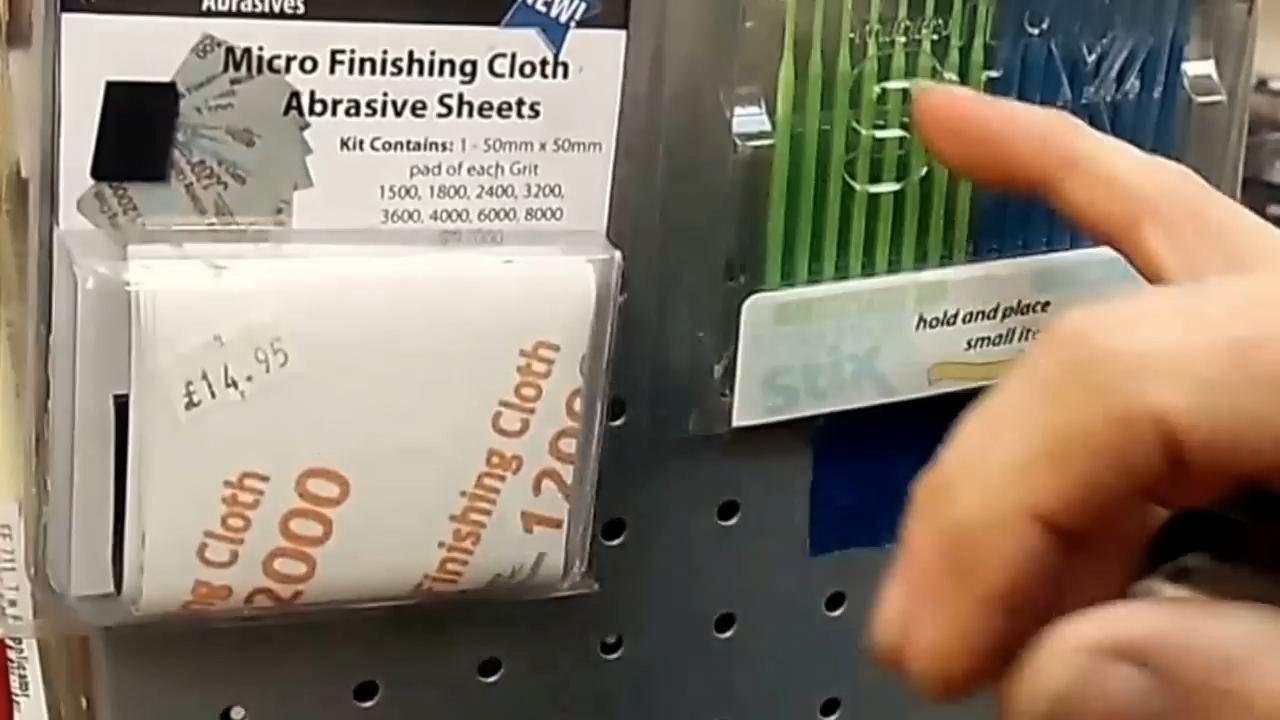 Abrasives
NEW!
Micro Finishing Cloth
Abrasive Sheets
Kit Contains: 1 - 50mm x 50mm
pad of each Grit
1500, 1800, 2400, 3200,
3600, 4000, 6000, 8000
£14.95
ng Cloth
2000
Finishing Cloth
1200
hold and place
small ite
stix